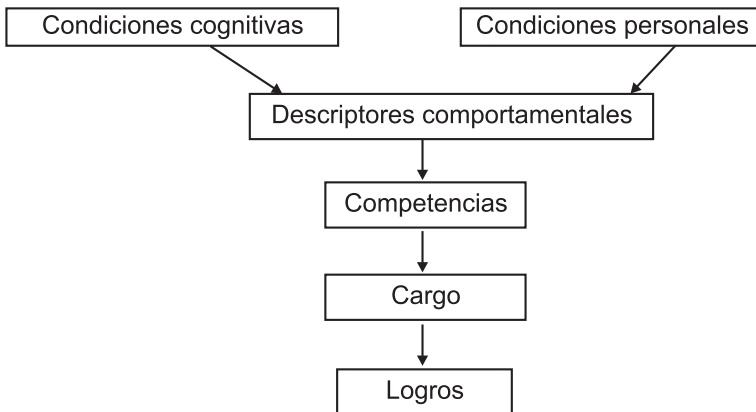 Condiciones cognitivas
Condiciones personales
Descriptores comportamentales
Competencias
Cargo
Logros